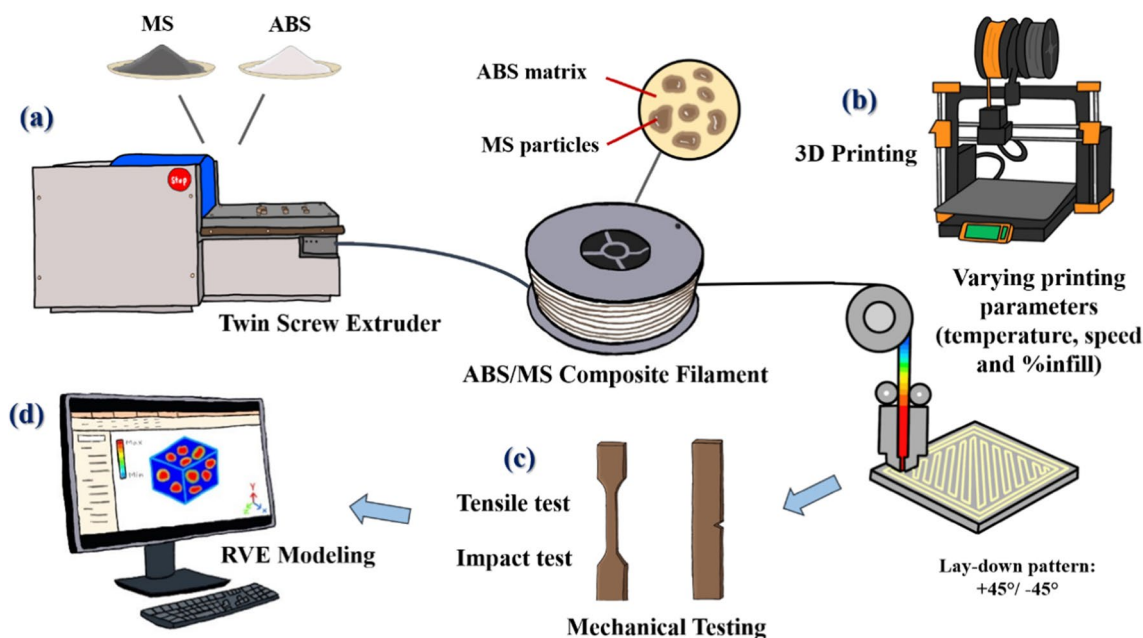 MS
ABS
(a)
Stop
Twin Screw Extruder
ABS matrix
MS particles
ABS/MS Composite Filament
(b)
3D Printing
Varying printing
parameters
(temperature, speed
and %infill)
Lay-down pattern:
+45°/ -45°
(c)
Tensile test
Impact test
Mechanical Testing
(d)
Max
Min
Y
X
RVE Modeling